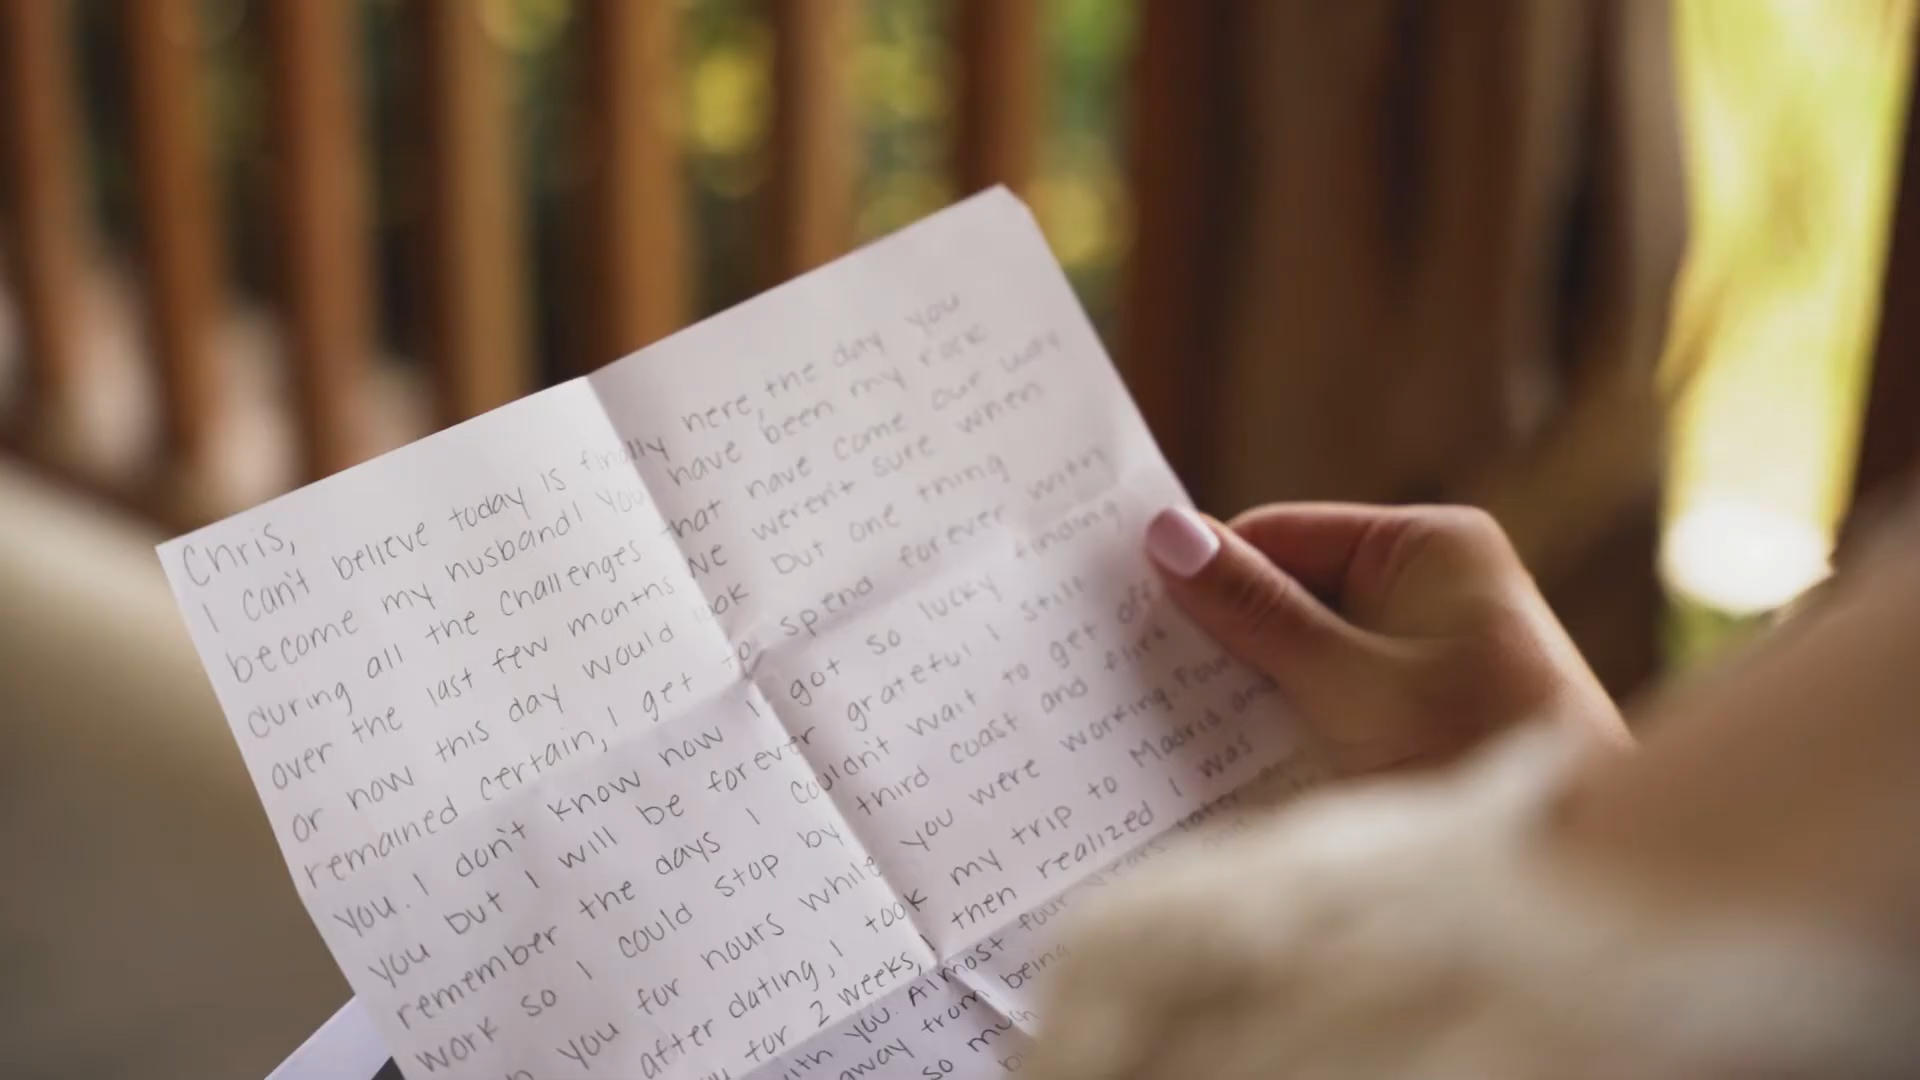 Chris,
I can't believe today is finally here, the day you
become my husband! You have been my rock
during all the challenges that have come our way
over the last few months. We weren't sure when
or how this day would look but one thing
remained certain, I get to spend forever with
you. I don't know how I got so lucky finding
you but I will be forever grateful. I still
remember the days I couldn't wait to get off
work so I could stop by third coast and flirt
you for hours while you were working. Four
after dating, I took my trip to Madrid and
for 2 weeks, I then realized I was
with you. Almost four years later
away from being
so much